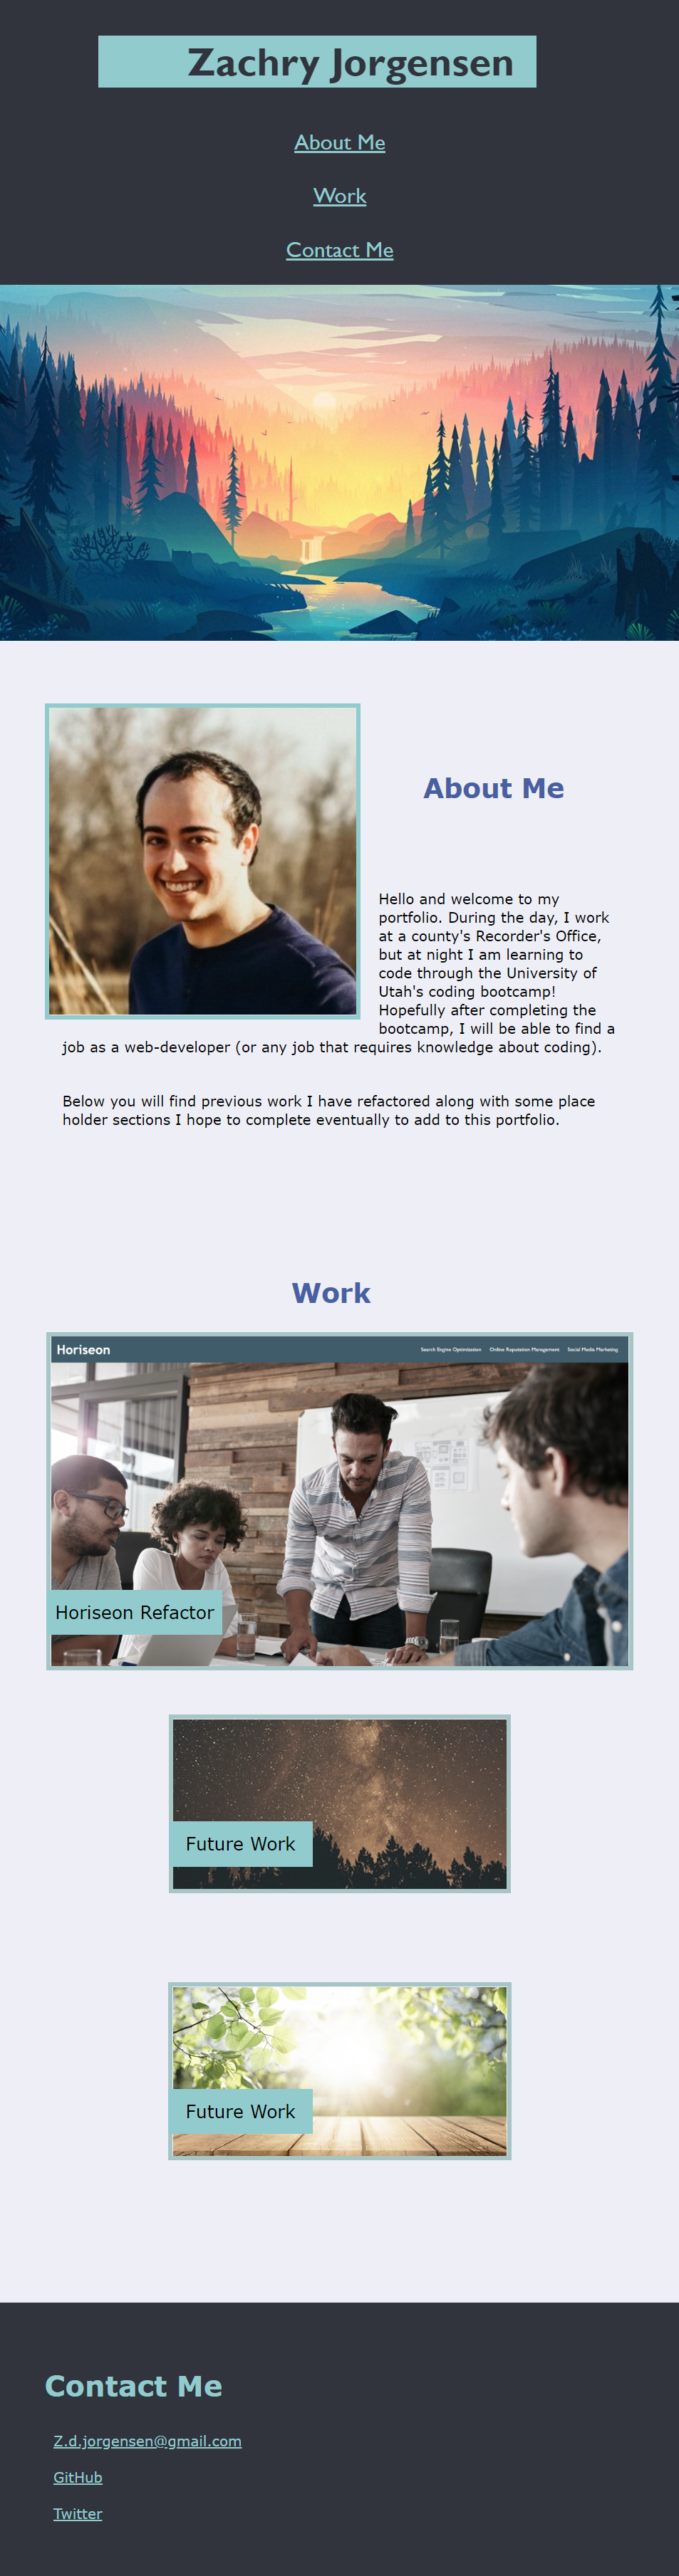 Zachry Jorgensen
About Me
Work
Contact Me
About Me
Hello and welcome to my
portfolio. During the day, I work
at a county's Recorder's Office,
but at night I am learning to
code through the University of
Utah's coding bootcamp!
Hopefully after completing the
bootcamp, I will be able to find a
job as a web-developer (or any job that requires knowledge about coding).
Below you will find previous work I have refactored along with some place
holder sections I hope to complete eventually to add to this portfolio.
Work
Horiseon
Search Engine Optimization Online Reputation Management Social Media Marketing
Horiseon Refactor
Future Work
Future Work
Contact Me
Z.d.jorgensen@gmail.com
GitHub
Twitter